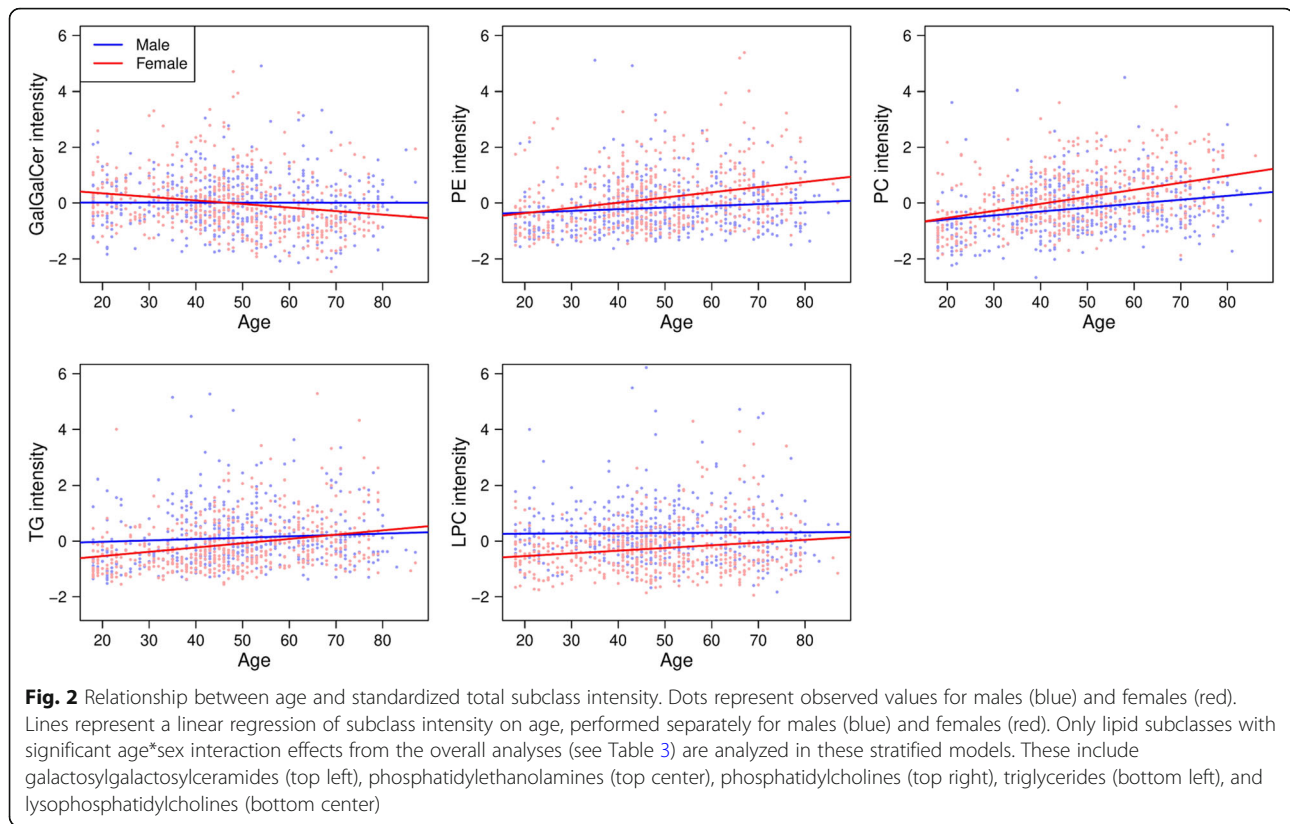 6
4
2
0
−2
GalGalCer intensity
Male
Female
20 30 40 50 60 70 80
Age
6
4
2
0
−2
PE intensity
20 30 40 50 60 70 80
Age
6
4
2
0
−2
PC intensity
20 30 40 50 60 70 80
Age
6
4
2
0
−2
TG intensity
20 30 40 50 60 70 80
Age
6
4
2
0
−2
LPC intensity
20 30 40 50 60 70 80
Age
Fig. 2 Relationship between age and standardized total subclass intensity. Dots represent observed values for males (blue) and females (red).
Lines represent a linear regression of subclass intensity on age, performed separately for males (blue) and females (red). Only lipid subclasses with
significant age*sex interaction effects from the overall analyses (see Table 3) are analyzed in these stratified models. These include
galactosylgalactosylceramides (top left), phosphatidylethanolamines (top center), phosphatidylcholines (top right), triglycerides (bottom left), and
lysophosphatidylcholines (bottom center)